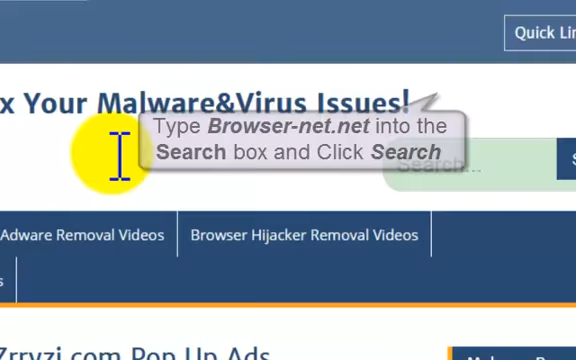 Quick Lin
x Your Malware&Virus Issues!
Type Browser-net.net into the
Search box and Click Search
Search...
S
Adware Removal Videos
Browser Hijacker Removal Videos
s
Zrryzi.com Pop Up Ads